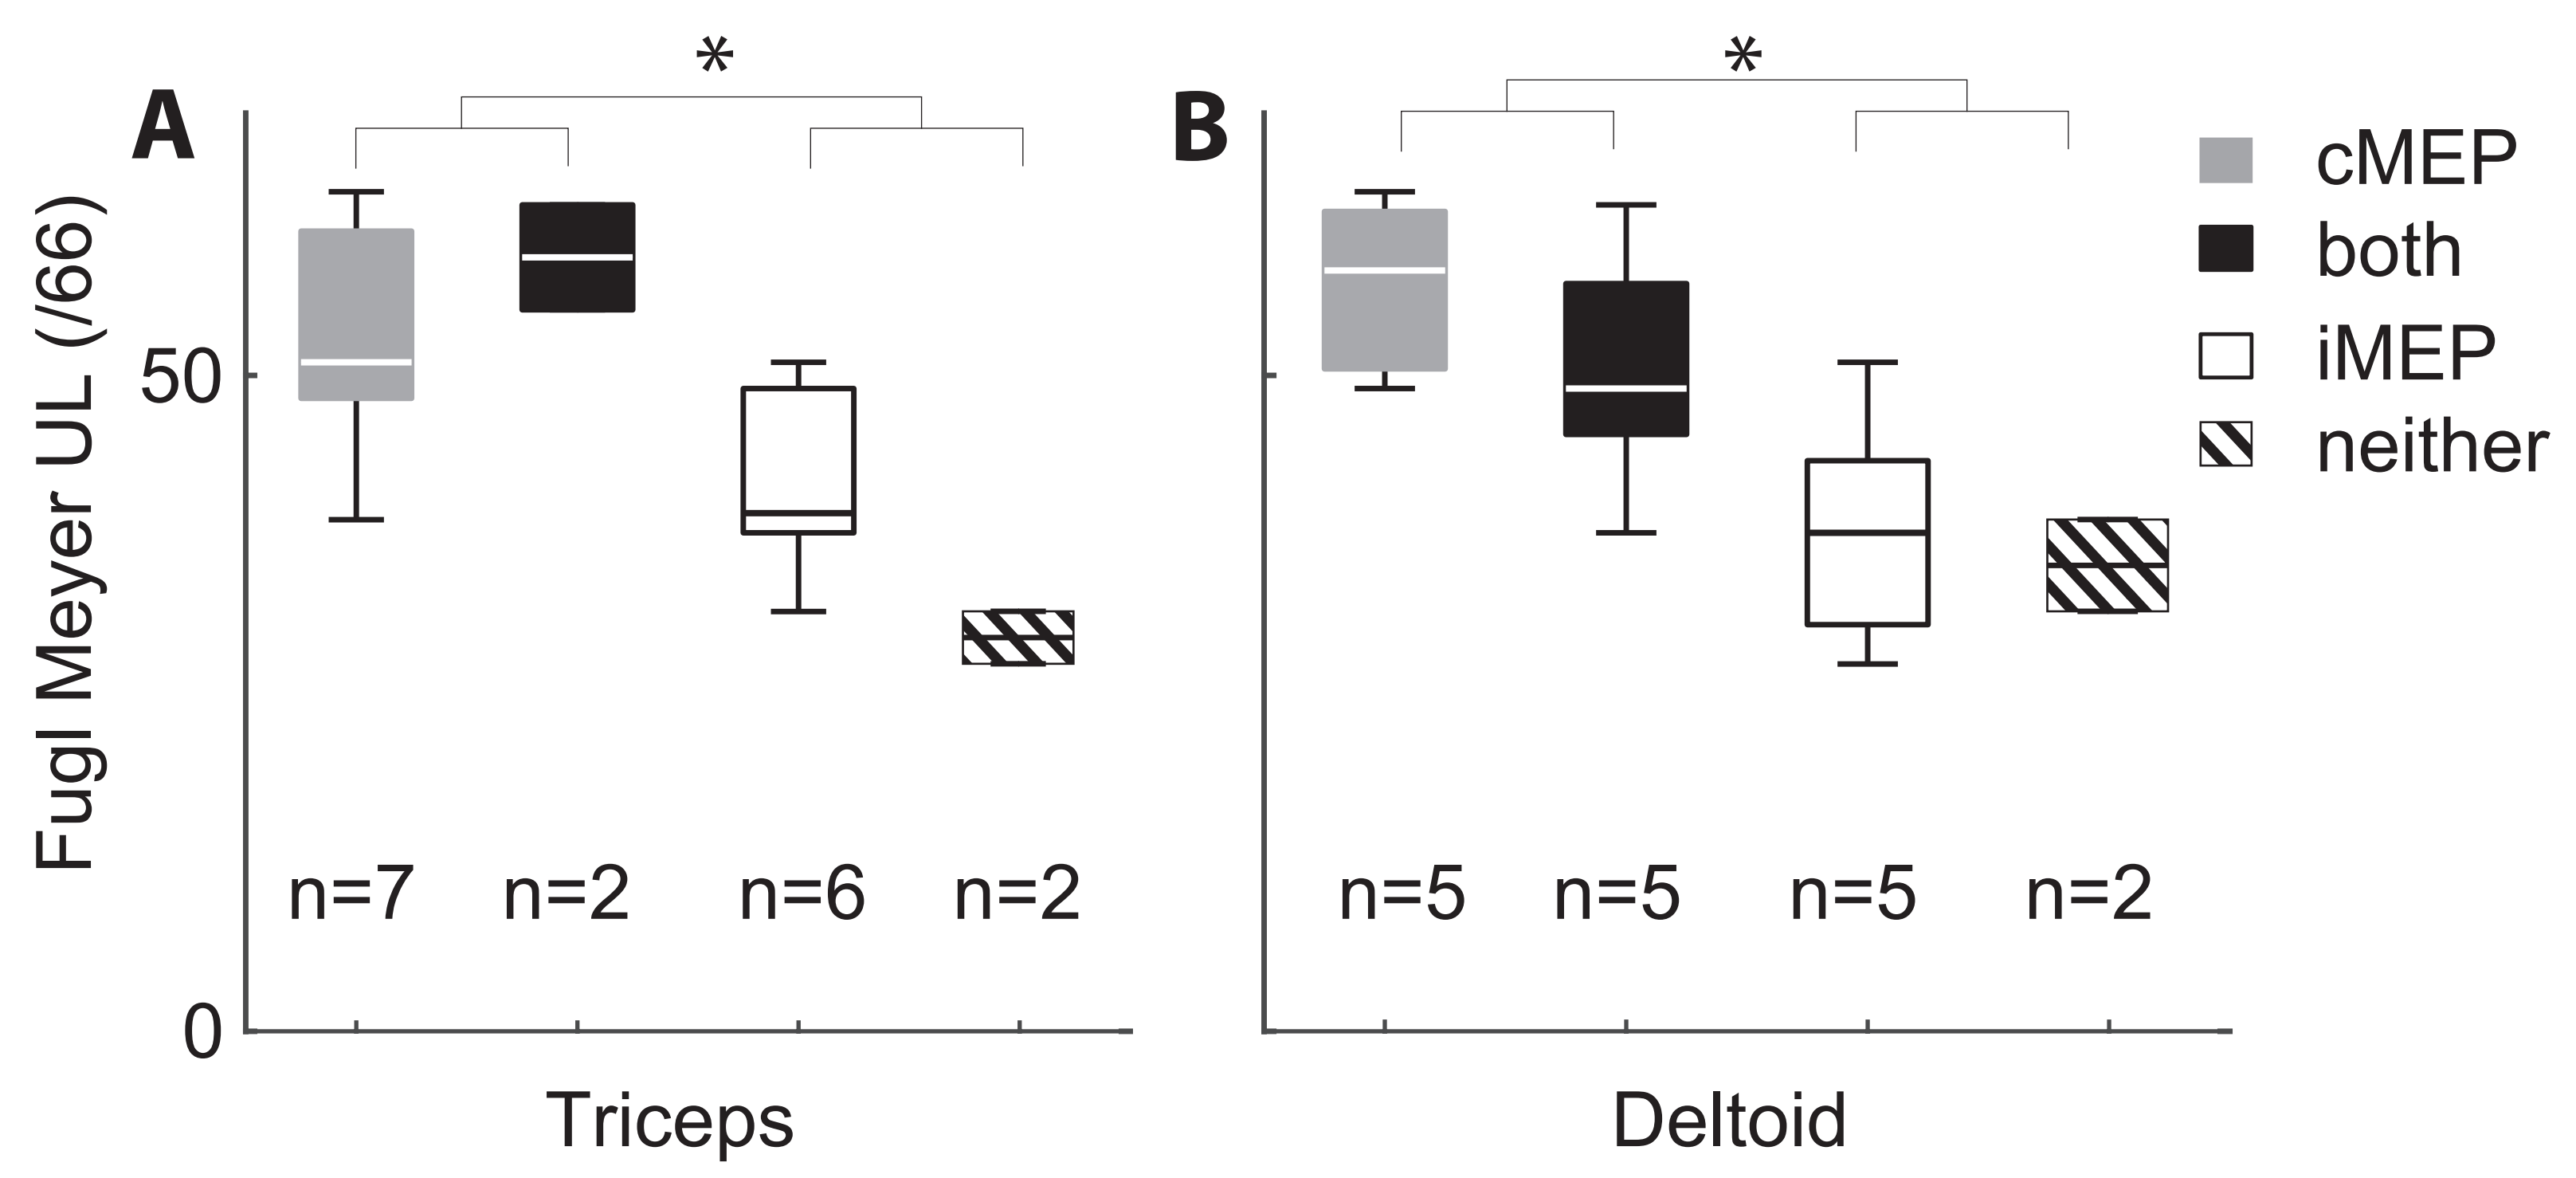 *
*
A
B
cMEP
both
iMEP
neither
Fugl Meyer UL (/66)
50
0
n=7 n=2 n=6 n=2
n=5 n=5 n=5 n=2
Triceps
Deltoid